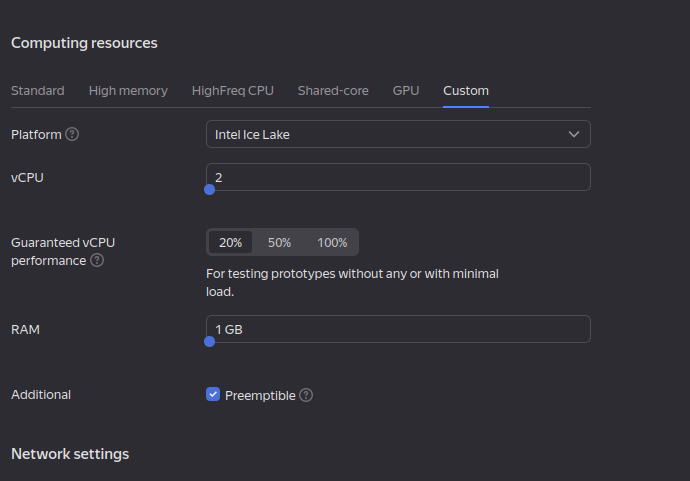 Computing resources
Standard High memory HighFreq CPU Shared-core GPU Custom
Platform ? Intel Ice Lake
vCPU 2
Guaranteed vCPU
performance ?
20% 50% 100%
For testing prototypes without any or with minimal
load.
RAM 1 GB
Additional Preemptible ?
Network settings